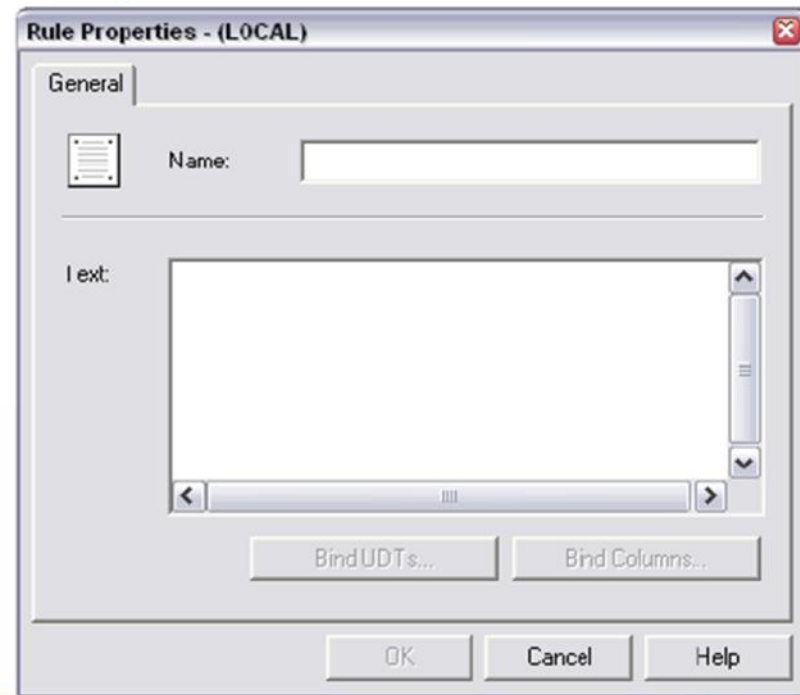 Rule Properties - (LOCAL)
General
Name:
Text:
Bind UDTs...
Bind Columns...
OK
Cancel
Help